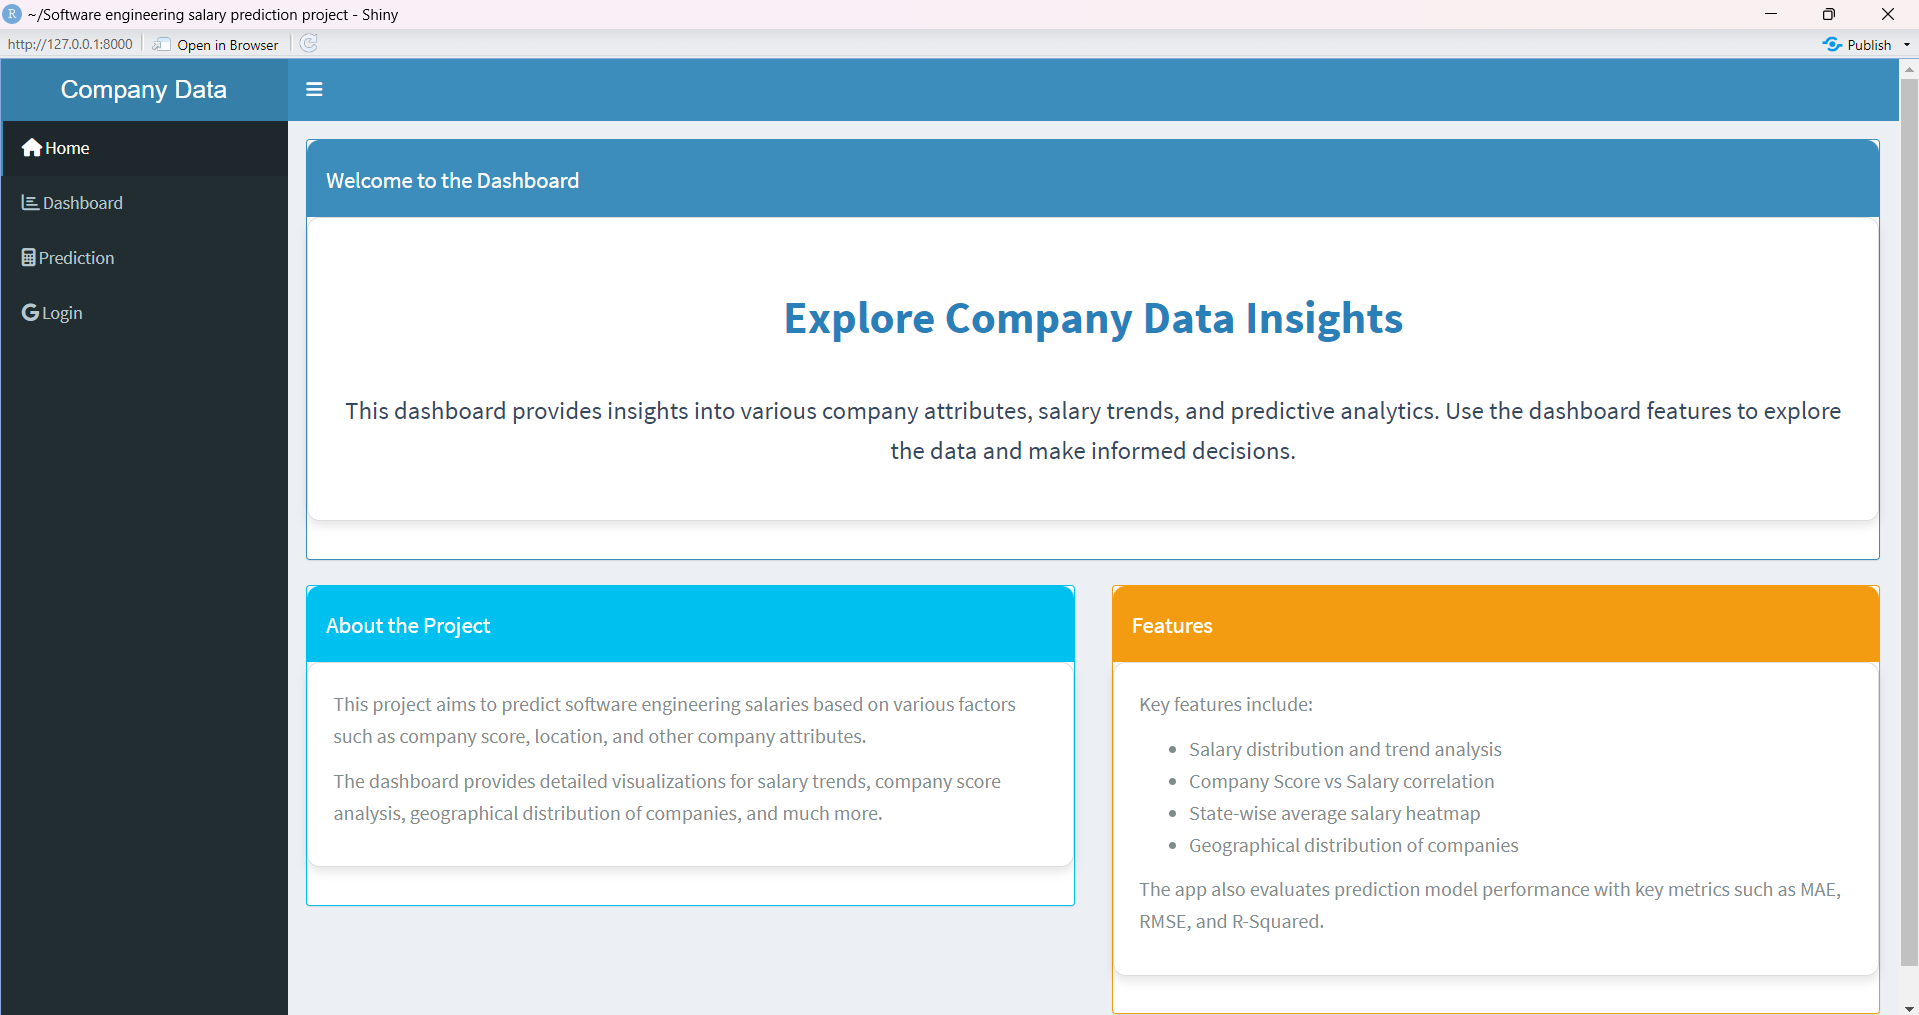 R ~/Software engineering salary prediction project - Shiny
http://127.0.0.1:8000 Open in Browser Publish
Company Data
Home
Dashboard
Prediction
Login
Welcome to the Dashboard
Explore Company Data Insights
This dashboard provides insights into various company attributes, salary trends, and predictive analytics. Use the dashboard features to explore
the data and make informed decisions.
About the Project
This project aims to predict software engineering salaries based on various factors
such as company score, location, and other company attributes.
The dashboard provides detailed visualizations for salary trends, company score
analysis, geographical distribution of companies, and much more.
Features
Key features include:
Salary distribution and trend analysis
Company Score vs Salary correlation
State-wise average salary heatmap
Geographical distribution of companies
The app also evaluates prediction model performance with key metrics such as MAE,
RMSE, and R-Squared.